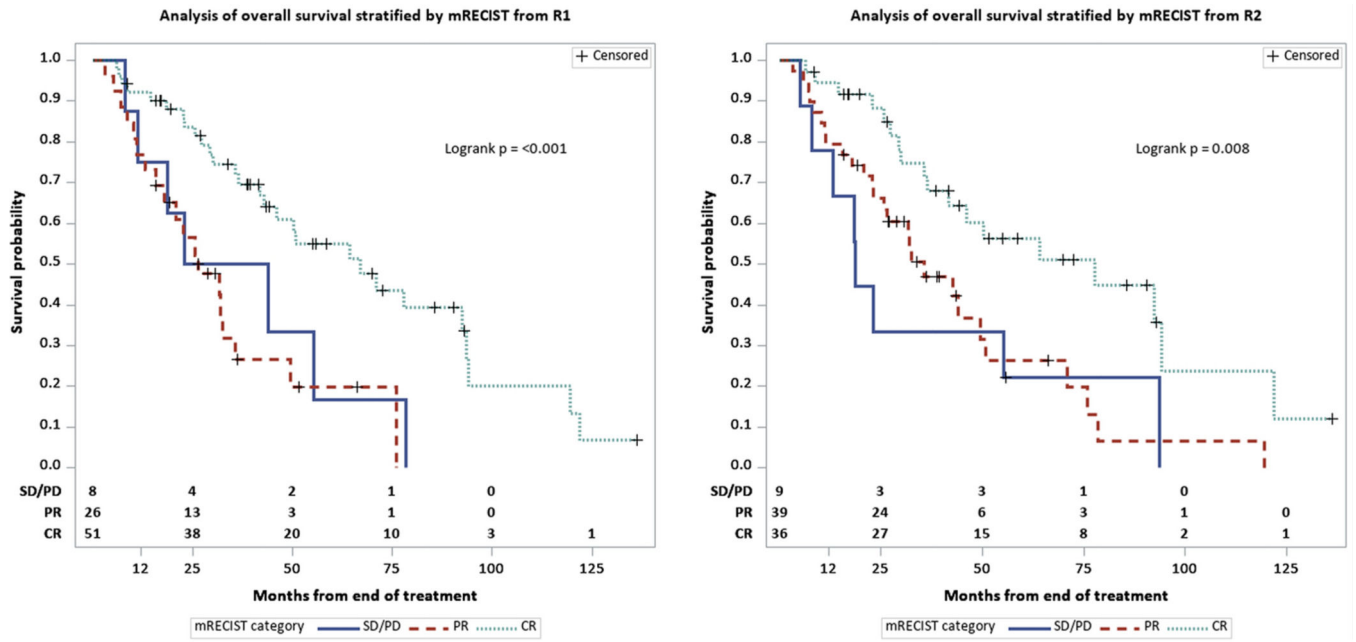 Analysis of overall survival stratified by mRECIST from R1
+ Censored
Logrank p = <0.001
Survival probability
1.0
0.9
0.8
0.7
0.6
0.5
0.4
0.3
0.2
0.1
0.0
SD/PD 8 4 2 1 0
PR 26 13 3 1 0
CR 51 38 20 10 3 1
12 25 50 75 100 125
Months from end of treatment
mRECIST category SD/PD PR CR
Analysis of overall survival stratified by mRECIST from R2
+ Censored
Logrank p = 0.008
Survival probability
1.0
0.9
0.8
0.7
0.6
0.5
0.4
0.3
0.2
0.1
0.0
SD/PD 9 3 3 1 0
PR 39 24 6 3 1 0
CR 36 27 15 8 2 1
12 25 50 75 100 125
Months from end of treatment
mRECIST category SD/PD PR CR